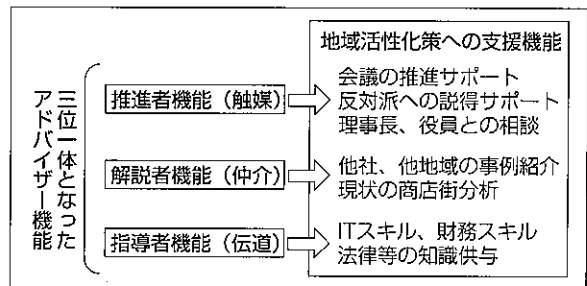 三位一体となった
アドバイザー機能
推進者機能（触媒）
解説者機能（仲介）
指導者機能（伝道）
地域活性化策への支援機能
会議の推進サポート
反対派への説得サポート
理事長、役員との相談
他社、他地域の事例紹介
現状の商店街分析
ITスキル、財務スキル
法律等の知識供与